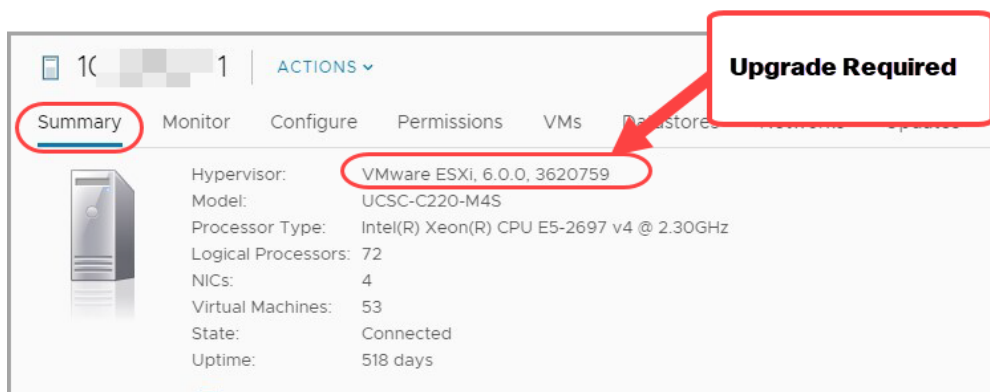 1( 1 ACTIONS
Upgrade Required
Summary Monitor Configure Permissions VMs Datastores
Hypervisor: VMware ESXi, 6.0.0, 3620759
Model: UCSC-C220-M4S
Processor Type: Intel(R) Xeon(R) CPU E5-2697 v4 @ 2.30GHz
Logical Processors: 72
NICs: 4
Virtual Machines: 53
State: Connected
Uptime: 518 days